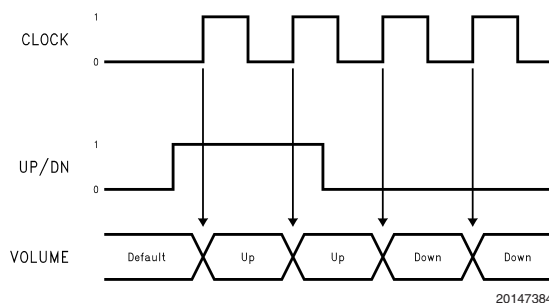 CLOCK
1
0
UP/DN
1
0
VOLUME
Default Up Up Down Down
20147384